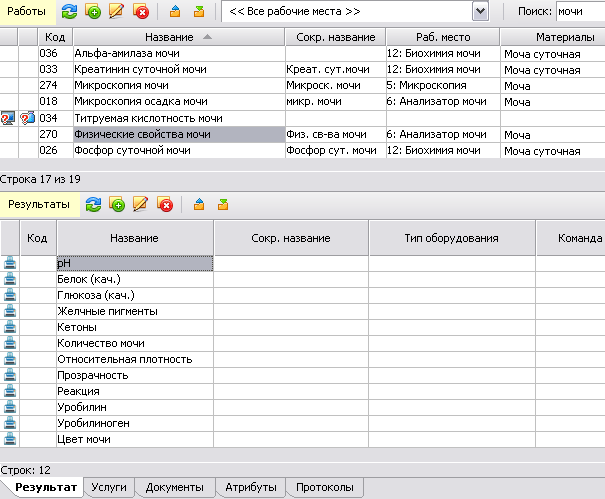 Работы << Все рабочие места >> Поиск: мочи
Код Название Сокр. название Раб. место Материалы
036 Альфа-амилаза мочи 12: Биохимия мочи Моча суточная
033 Креатинин суточной мочи Креат. сут.мочи 12: Биохимия мочи Моча суточная
274 Микроскопия мочи Микроск. мочи 5: Микроскопия Моча
018 Микроскопия осадка мочи микр. мочи 6: Анализатор мочи Моча
034 Титруемая кислотность мочи
270 Физические свойства мочи Физ. св-ва мочи 6: Анализатор мочи Моча
026 Фосфор суточной мочи Фосфор сут. мочи 12: Биохимия мочи Моча суточная
Строка 17 из 19
Результаты
Код Название Сокр. название Тип оборудования Команда
pH
Белок (кач.)
Глюкоза (кач.)
Желчные пигменты
Кетоны
Количество мочи
Относительная плотность
Прозрачность
Реакция
Уробилин
Уробилиноген
Цвет мочи
Строк: 12
Результат Услуги Документы Атрибуты Протоколы